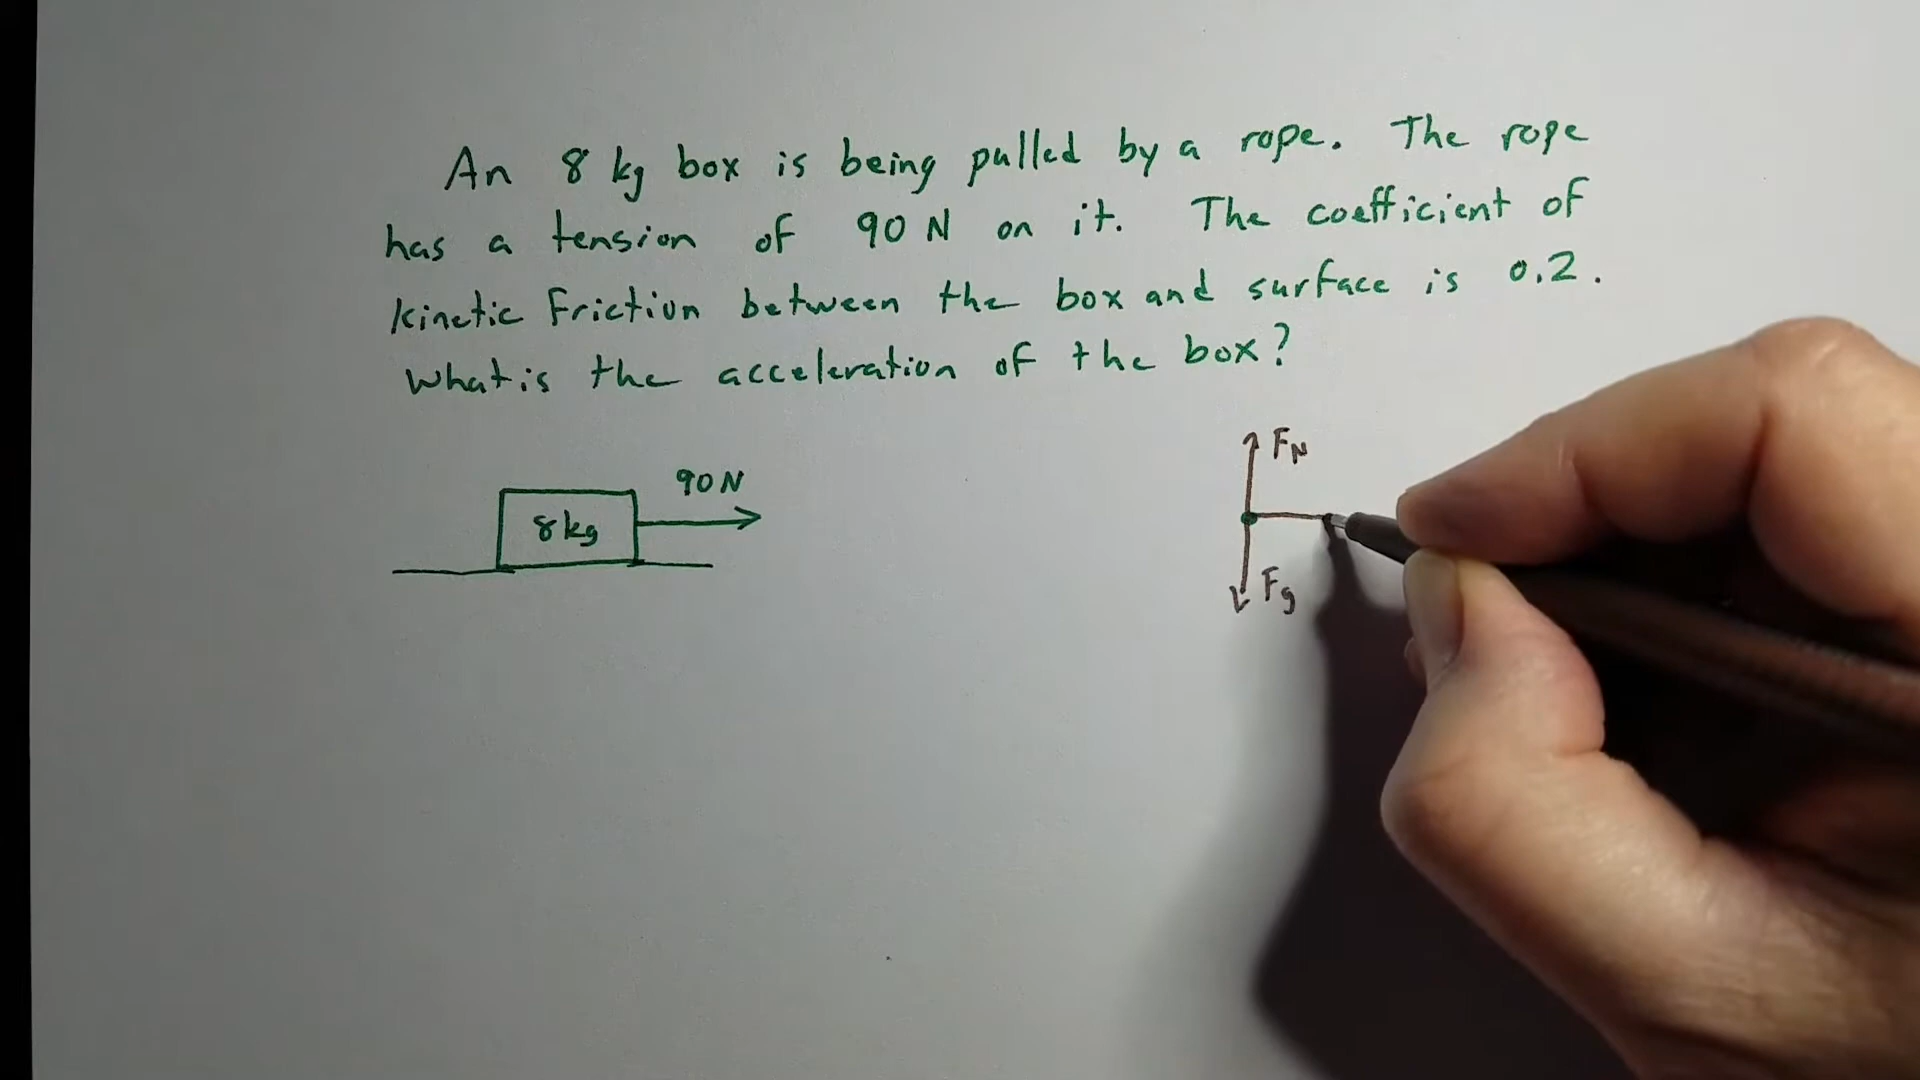 An 8 kg box is being pulled by a rope. The rope
has a tension of 90 N on it. The coefficient of
kinetic friction between the box and surface is 0.2.
What is the acceleration of the box?
90 N
8 kg
FN
Fg